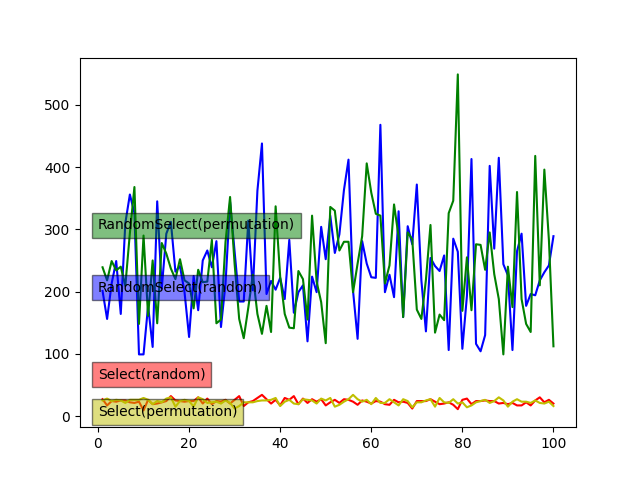 500
400
300
200
100
0
RandomSelect(permutation)
RandomSelect(random)
Select(random)
Select(permutation)
0 20 40 60 80 100